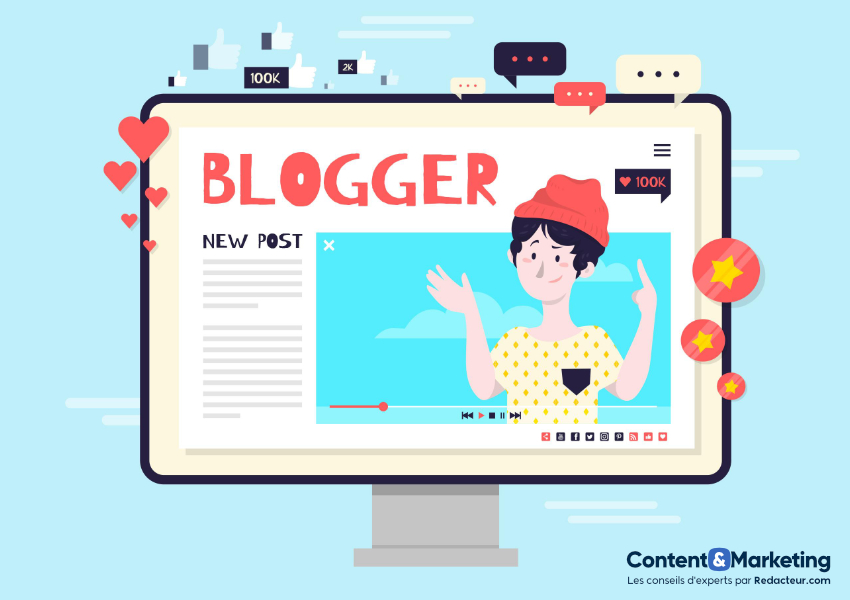 100K
2K
BLOGGER
100K
NEW POST
Content&Marketing
Les conseils d'experts par Redacteur.com